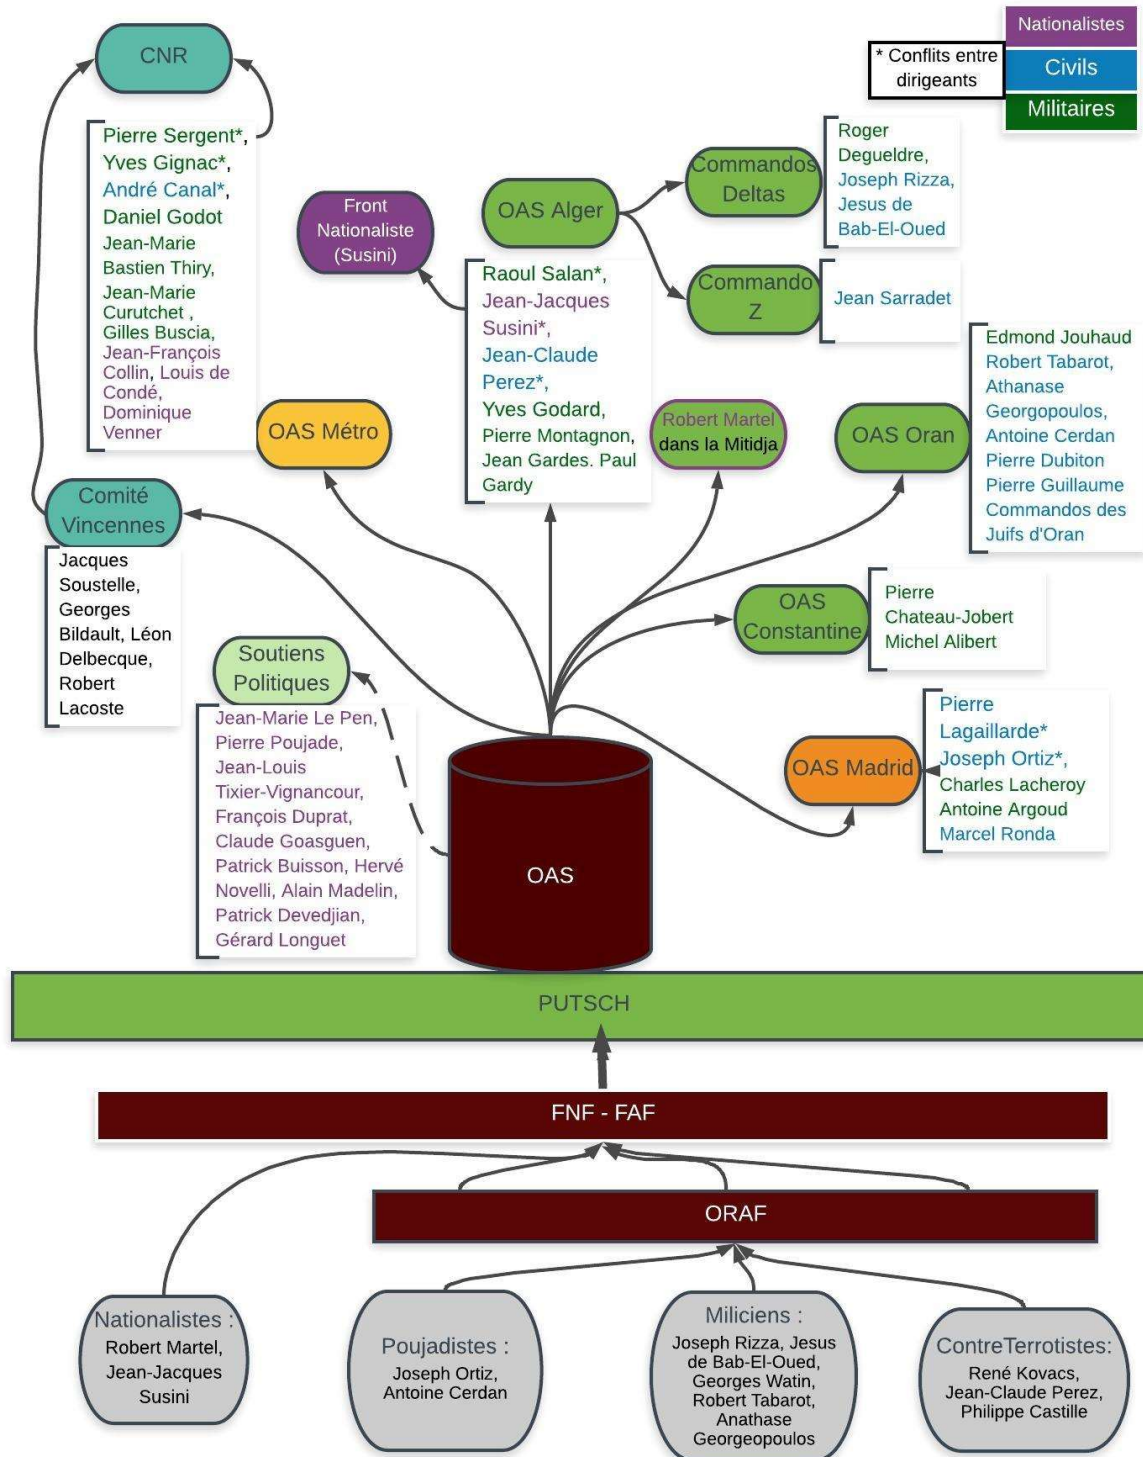 CNR
Nationalistes
* Conflits entre
dirigeants
Civils
Militaires
Pierre Sergent*,
Yves Gignac*,
André Canal*,
Daniel Godot
Jean-Marie
Bastien Thiry,
Jean-Marie
Curutchet ,
Gilles Buscia,
Jean-François
Collin, Louis de
Condé,
Dominique
Venner
Front
Nationaliste
(Susini)
OAS Alger
Commandos
Deltas
Roger
Degueldre,
Joseph Rizza,
Jesus de
Bab-El-Oued
Commando
Z
Jean Sarradet
Raoul Salan*,
Jean-Jacques
Susini*,
Jean-Claude
Perez*,
Yves Godard,
Pierre Montagnon,
Jean Gardes. Paul
Gardy
OAS Métro
Robert Martel
dans la Mitidja
OAS Oran
Edmond Jouhaud
Robert Tabarot,
Athanase
Georgopoulos,
Antoine Cerdan
Pierre Dubiton
Pierre Guillaume
Commandos des
Juifs d'Oran
Comité
Vincennes
Jacques
Soustelle,
Georges
Bildault, Léon
Delbecque,
Robert
Lacoste
OAS
Constantine
Pierre
Chateau-Jobert
Michel Alibert
Soutiens
Politiques
Jean-Marie Le Pen,
Pierre Poujade,
Jean-Louis
Tixier-Vignancour,
François Duprat,
Claude Goasguen,
Patrick Buisson, Hervé
Novelli, Alain Madelin,
Patrick Devedjian,
Gérard Longuet
OAS Madrid
Pierre
Lagaillarde*
Joseph Ortiz*,
Charles Lacheroy
Antoine Argoud
Marcel Ronda
OAS
PUTSCH
FNF - FAF
ORAF
Nationalistes :
Robert Martel,
Jean-Jacques
Susini
Poujadistes :
Joseph Ortiz,
Antoine Cerdan
Miliciens :
Joseph Rizza, Jesus
de Bab-El-Oued,
Georges Watin,
Robert Tabarot,
Anathase
Georgeopoulos
ContreTerrotistes:
René Kovacs,
Jean-Claude Perez,
Philippe Castille